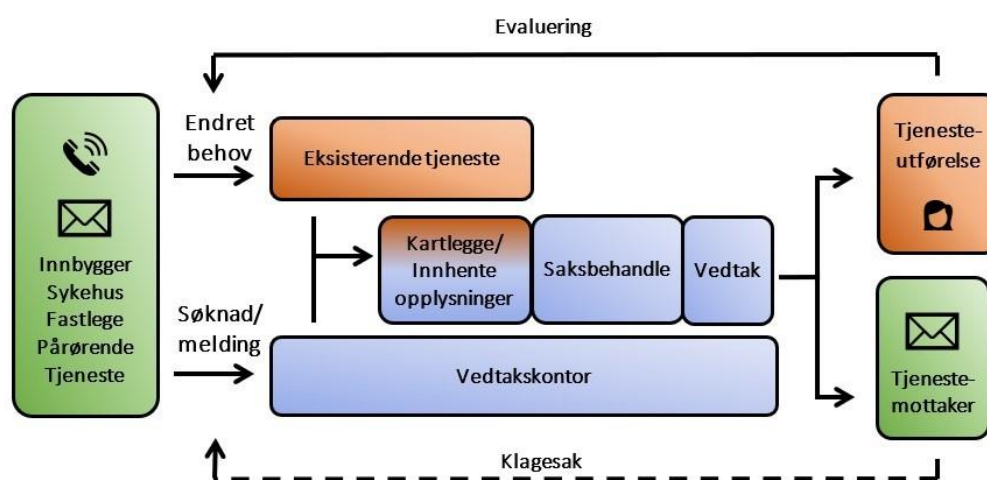 Evaluering
Endret
behov
Eksisterende tjeneste
Tjeneste-
utførelse
Innbygger
Sykehus
Fastlege
Pårørende
Tjeneste
Kartlegge/
Innhente
opplysninger
Saksbehandle
Vedtak
Søknad/
melding
Vedtakskontor
Tjeneste-
mottaker
Klagesak